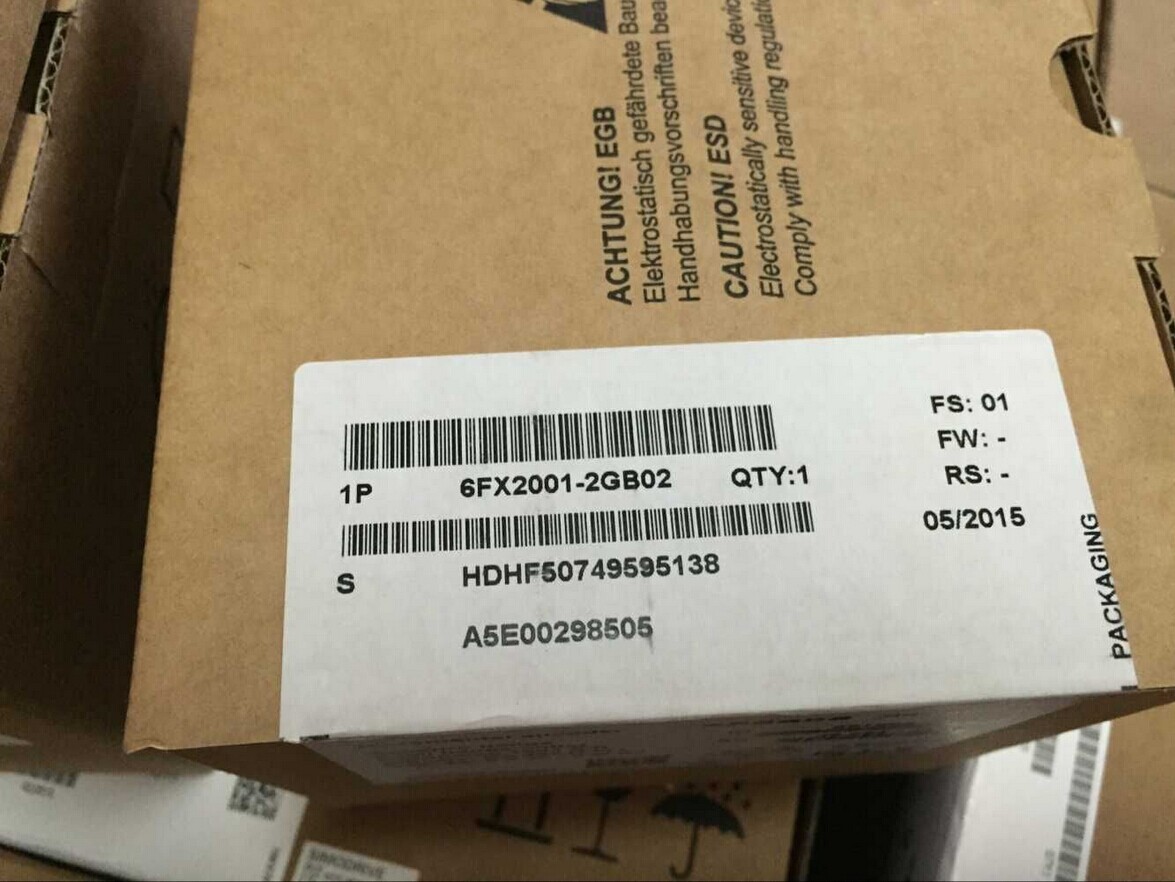 ACHTUNG! EGB
Elektrostatisch gefährdete Bau
Handhabungsvorschriften bea
CAUTION! ESD
Electrostatically sensitive devic
Comply with handling regulati
FS: 01
FW: -
RS: -
05/2015
1P 6FX2001-2GB02 QTY:1
S HDHF50749595138
A5E00298505
PACKAGING